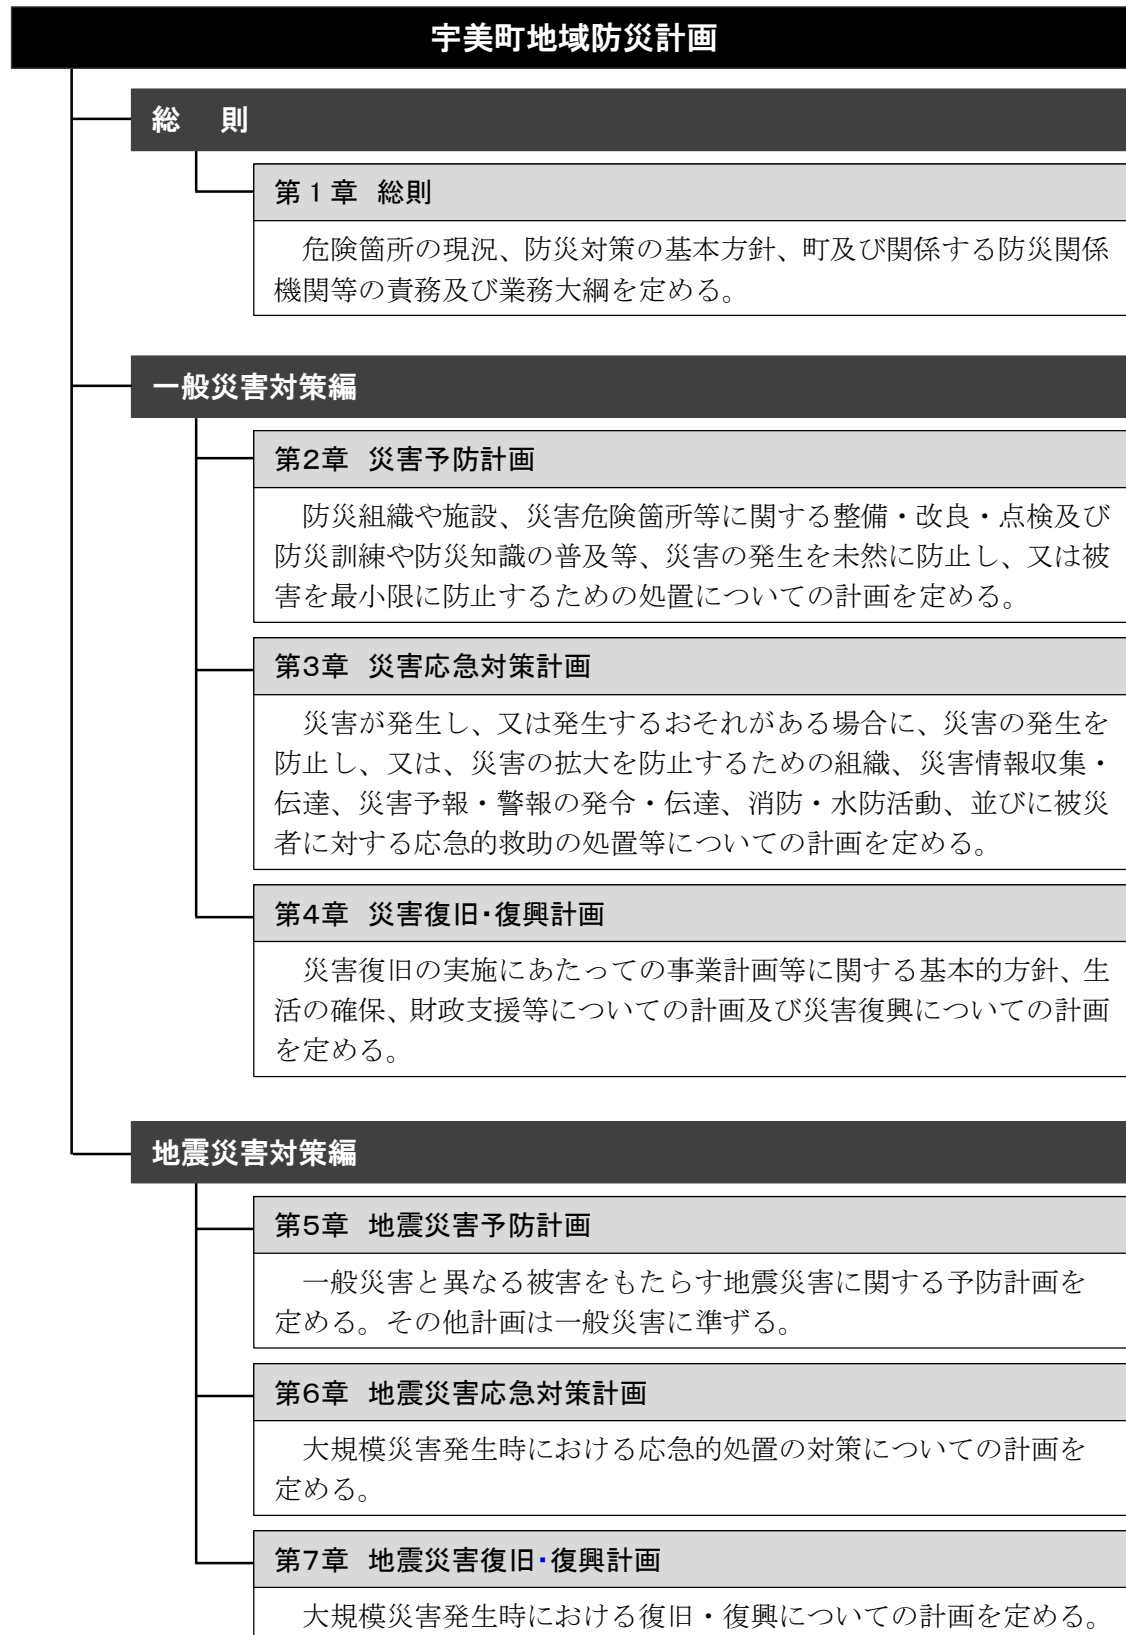 宇美町地域防災計画
総　則
第1章 総則
危険箇所の現況、防災対策の基本方針、町及び関係する防災関係
機関等の責務及び業務大綱を定める。
一般災害対策編
第2章 災害予防計画
防災組織や施設、災害危険箇所等に関する整備・改良・点検及び
防災訓練や防災知識の普及等、災害の発生を未然に防止し、又は被
害を最小限に防止するための処置についての計画を定める。
第3章 災害応急対策計画
災害が発生し、又は発生するおそれがある場合に、災害の発生を
防止し、又は、災害の拡大を防止するための組織、災害情報収集・
伝達、災害予報・警報の発令・伝達、消防・水防活動、並びに被災
者に対する応急的救助の処置等についての計画を定める。
第4章 災害復旧・復興計画
災害復旧の実施にあたっての事業計画等に関する基本的方針、生
活の確保、財政支援等についての計画及び災害復興についての計画
を定める。
地震災害対策編
第5章 地震災害予防計画
一般災害と異なる被害をもたらす地震災害に関する予防計画を
定める。その他計画は一般災害に準ずる。
第6章 地震災害応急対策計画
大規模災害発生時における応急的処置の対策についての計画を
定める。
第7章 地震災害復旧・復興計画
大規模災害発生時における復旧・復興についての計画を定める。